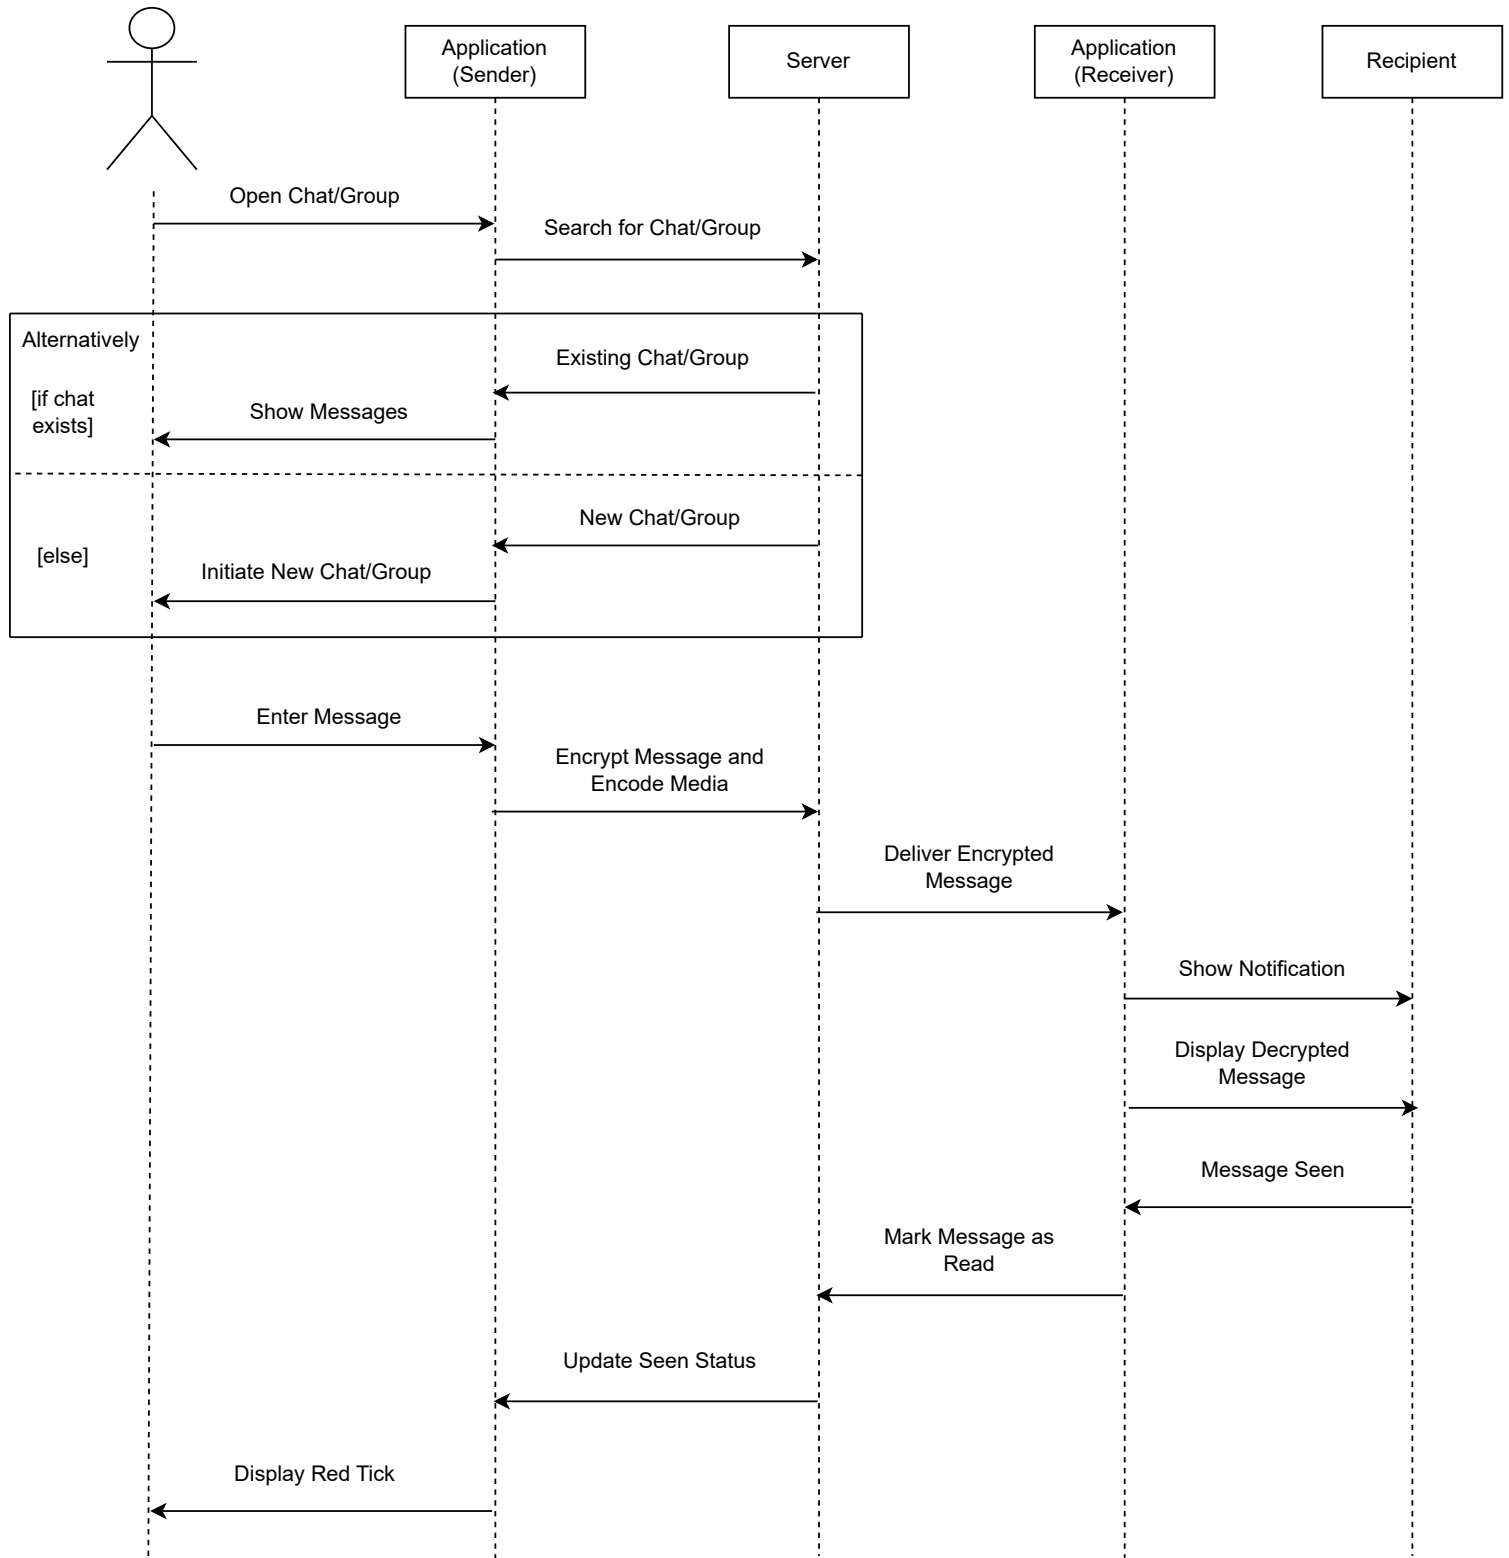 Application
(Sender)
Server
Application
(Receiver)
Recipient
Open Chat/Group
Search for Chat/Group
Alternatively
Existing Chat/Group
[if chat
exists]
Show Messages
New Chat/Group
[else]
Initiate New Chat/Group
Enter Message
Encrypt Message and
Encode Media
Deliver Encrypted
Message
Show Notification
Display Decrypted
Message
Message Seen
Mark Message as
Read
Update Seen Status
Display Red Tick